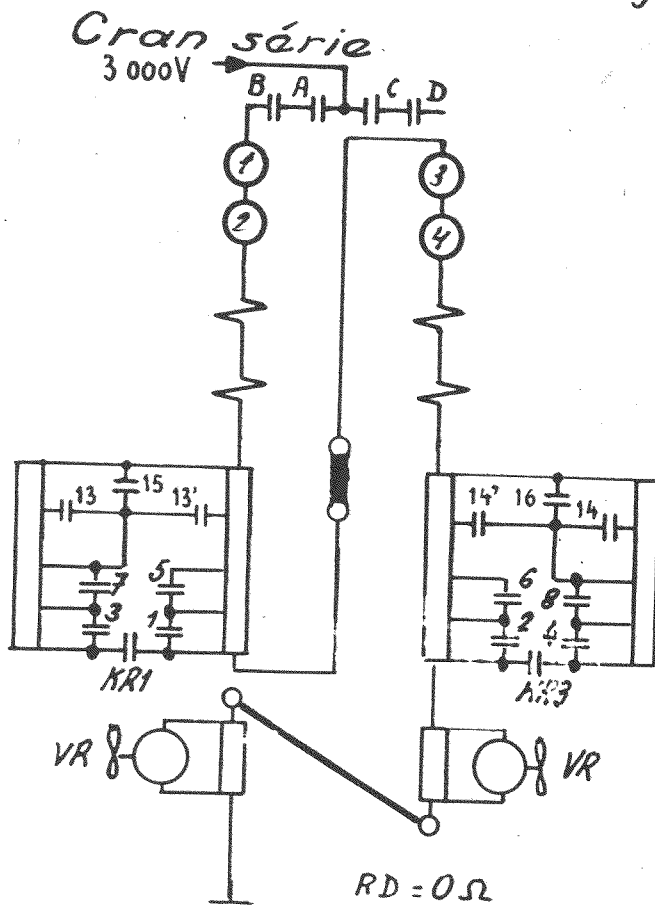 Cran série
3 000V
B A C D
1 3
2 4
13 15 13' 14' 16 14
7 5 6 8
3 1 2 4
KR1 KR3
VR VR
RD = 0 Ω